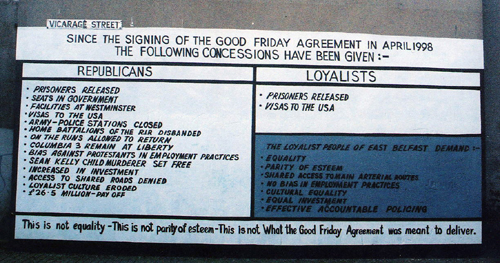 VICARAGE STREET
SINCE THE SIGNING OF THE GOOD FRIDAY AGREEMENT IN APRIL 1998
THE FOLLOWING CONCESSIONS HAVE BEEN GIVEN :-
REPUBLICANS
• PRISONERS RELEASED
• SEATS IN GOVERNMENT
• FACILITIES AT WESTMINSTER
• VISAS TO THE USA
• ARMY-POLICE STATIONS CLOSED
• HOME BATTALIONS OF THE RIR DISBANDED
• ON THE RUNS ALLOWED TO RETURN
• COLUMBIA 3 REMAIN AT LIBERTY
• BIAS AGAINST PROTESTANTS IN EMPLOYMENT PRACTICES
• SEAN KELLY CHILD MURDERER SET FREE
• INCREASED IN INVESTMENT
• ACCESS TO SHARED ROADS DENIED
• LOYALIST CULTURE ERODED
• £26·5 MILLION-PAY OFF
LOYALISTS
• PRISONERS RELEASED
• VISAS TO THE USA
THE LOYALIST PEOPLE OF EAST BELFAST DEMAND :-
• EQUALITY
• PARITY OF ESTEEM
• SHARED ACCESS TO MAIN ARTERIAL ROUTES
• NO BIAS IN EMPLOYMENT PRACTICES
• CULTURAL EQUALITY
• EQUAL INVESTMENT
• EFFECTIVE ACCOUNTABLE POLICING
This is not equality - This is not parity of esteem - This is not What the Good Friday Agreement was meant to deliver.